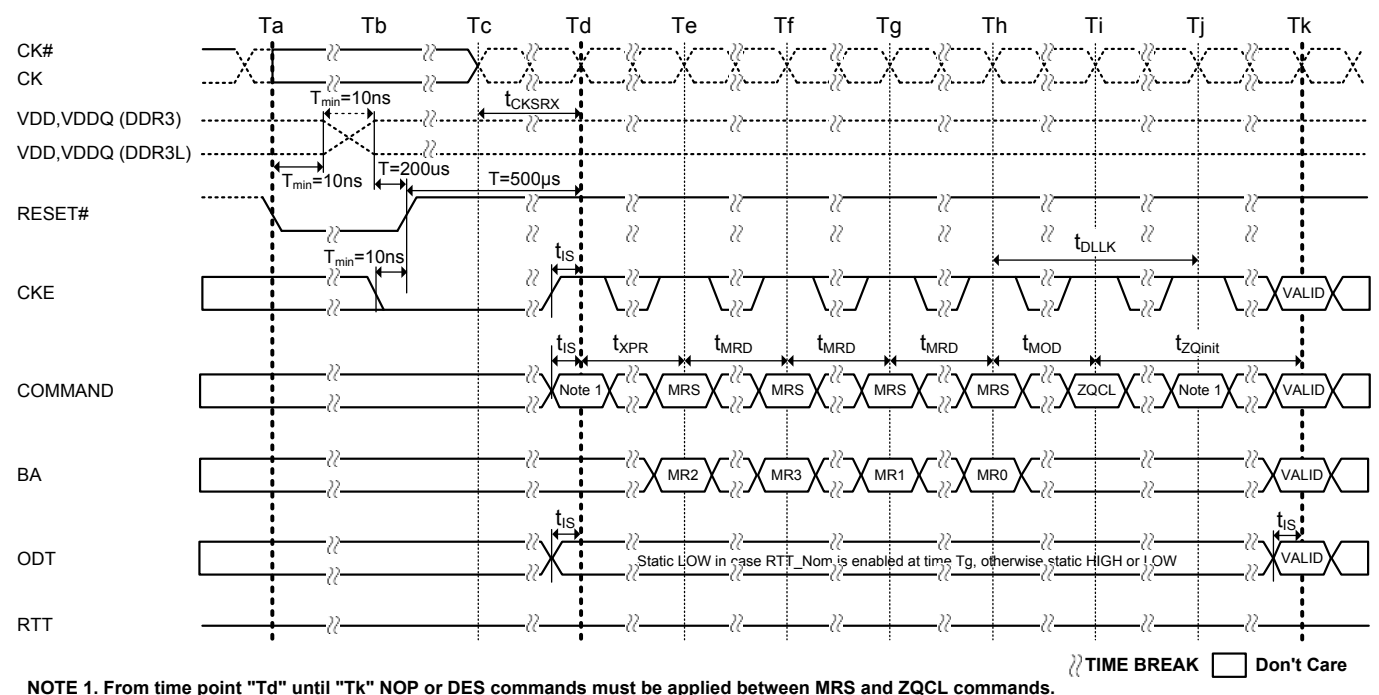 Ta Tb Tc Td Te Tf Tg Th Ti Tj Tk
CK#
CK
Tmin=10ns tCKSRX
VDD,VDDQ (DDR3)
VDD,VDDQ (DDR3L)
Tmin=10ns T=200us T=500µs
RESET#
Tmin=10ns tIS tDLLK
CKE VALID
tIS tXPR tMRD tMRD tMRD tMOD tZQinit
COMMAND Note 1 MRS MRS MRS MRS ZQCL Note 1 VALID
BA MR2 MR3 MR1 MR0 VALID
tIS tIS
ODT Static LOW in case RTT_Nom is enabled at time Tg, otherwise static HIGH or LOW VALID
RTT
TIME BREAK Don't Care
NOTE 1. From time point "Td" until "Tk" NOP or DES commands must be applied between MRS and ZQCL commands.